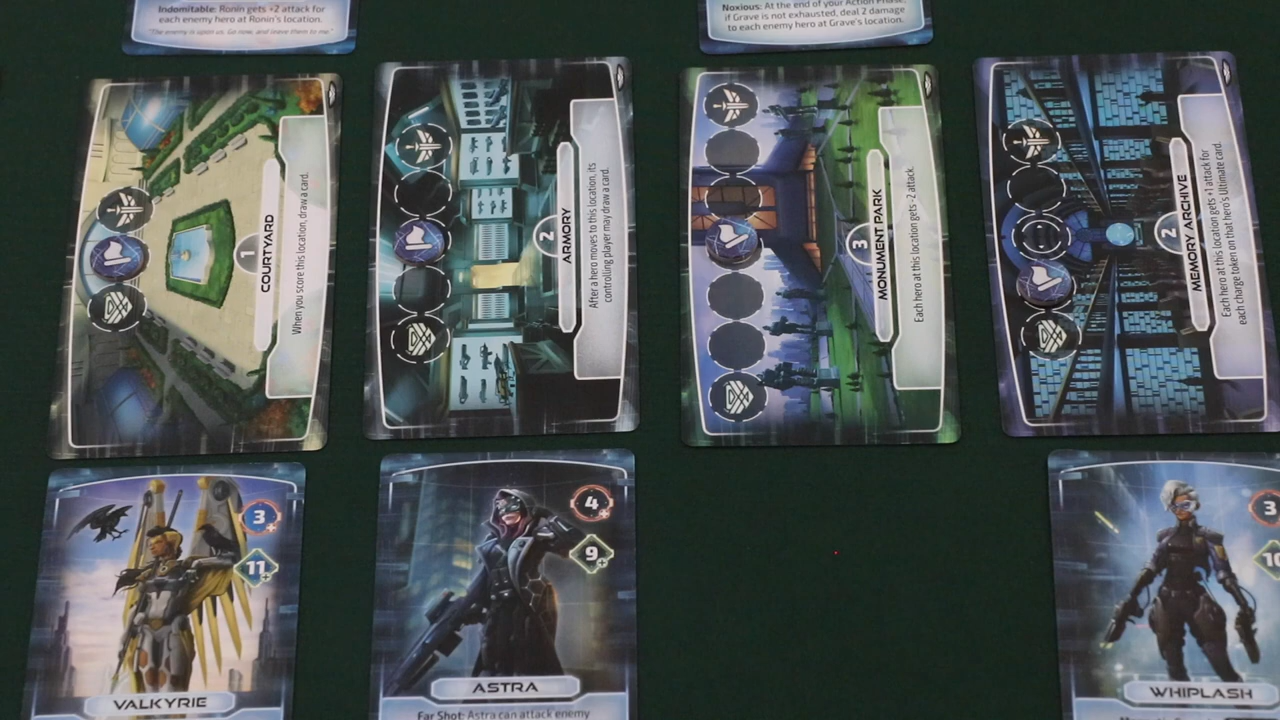 Indomitable: Ronin gets +2 attack for
each enemy hero at Ronin's location.
"The enemy is upon us. Go now, and leave them to me."
Noxious: At the end of your Action Phase,
if Grave is not exhausted, deal 2 damage
to each enemy hero at Grave's location.
1
COURTYARD
When you score this location, draw a card.
2
ARMORY
After a hero moves to this location, its
controlling player may draw a card.
3
MONUMENT PARK
Each hero at this location gets -2 attack.
2
MEMORY ARCHIVE
Each hero at this location gets +1 attack for
each charge token on that hero's Ultimate card.
3
11
VALKYRIE
4
9
ASTRA
Far Shot: Astra can attack enemy
3
10
WHIPLASH